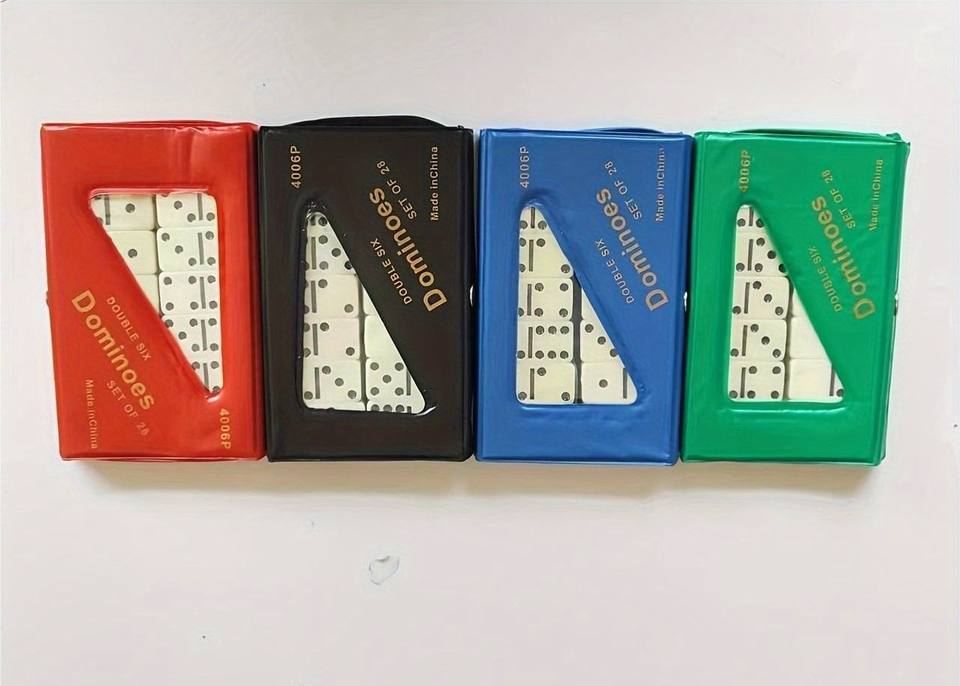 DOUBLE SIX
Dominoes
SET OF 28
Made inChina
4006P
4006P
DOUBLE SIX
Dominoes
SET OF 28
Made inChina
4006P
DOUBLE SIX
Dominoes
SET OF 28
Made inChina
4006P
DOUBLE SIX
Dominoes
SET OF 28
Made inChina